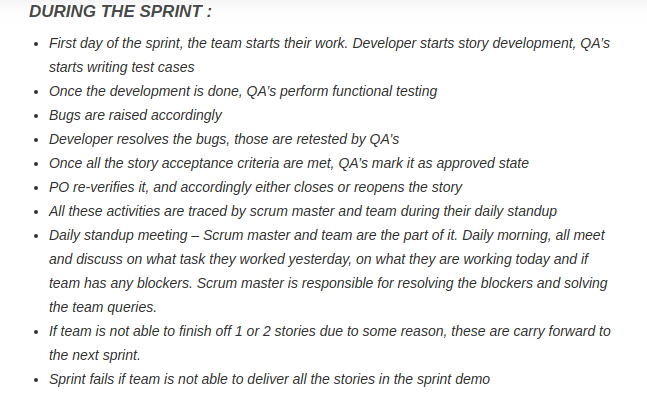 DURING THE SPRINT :
• First day of the sprint, the team starts their work. Developer starts story development, QA's
starts writing test cases
• Once the development is done, QA's perform functional testing
• Bugs are raised accordingly
• Developer resolves the bugs, those are retested by QA's
• Once all the story acceptance criteria are met, QA's mark it as approved state
• PO re-verifies it, and accordingly either closes or reopens the story
• All these activities are traced by scrum master and team during their daily standup
• Daily standup meeting – Scrum master and team are the part of it. Daily morning, all meet
and discuss on what task they worked yesterday, on what they are working today and if
team has any blockers. Scrum master is responsible for resolving the blockers and solving
the team queries.
• If team is not able to finish off 1 or 2 stories due to some reason, these are carry forward to
the next sprint.
• Sprint fails if team is not able to deliver all the stories in the sprint demo